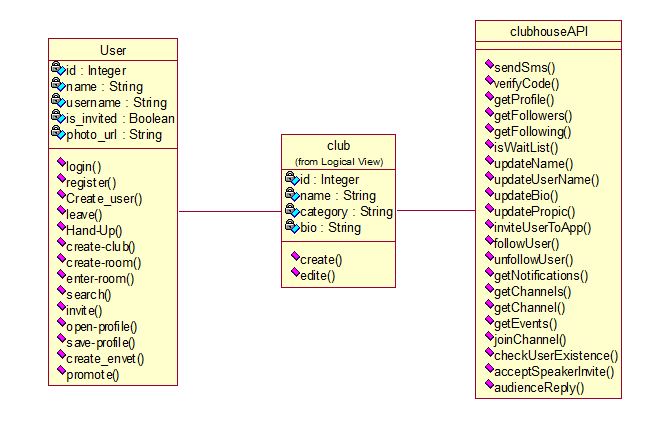 User
id : Integer
name : String
username : String
is_invited : Boolean
photo_url : String
login()
register()
Create_user()
leave()
Hand-Up()
create-club()
create-room()
enter-room()
search()
invite()
open-profile()
save-profile()
create_envet()
promote()
club
(from Logical View)
id : Integer
name : String
category : String
bio : String
create()
edite()
clubhouseAPI
sendSms()
verifyCode()
getProfile()
getFollowers()
getFollowing()
isWaitList()
updateName()
updateUserName()
updateBio()
updatePropic()
inviteUserToApp()
followUser()
unfollowUser()
getNotifications()
getChannels()
getChannel()
getEvents()
joinChannel()
checkUserExistence()
acceptSpeakerInvite()
audienceReply()